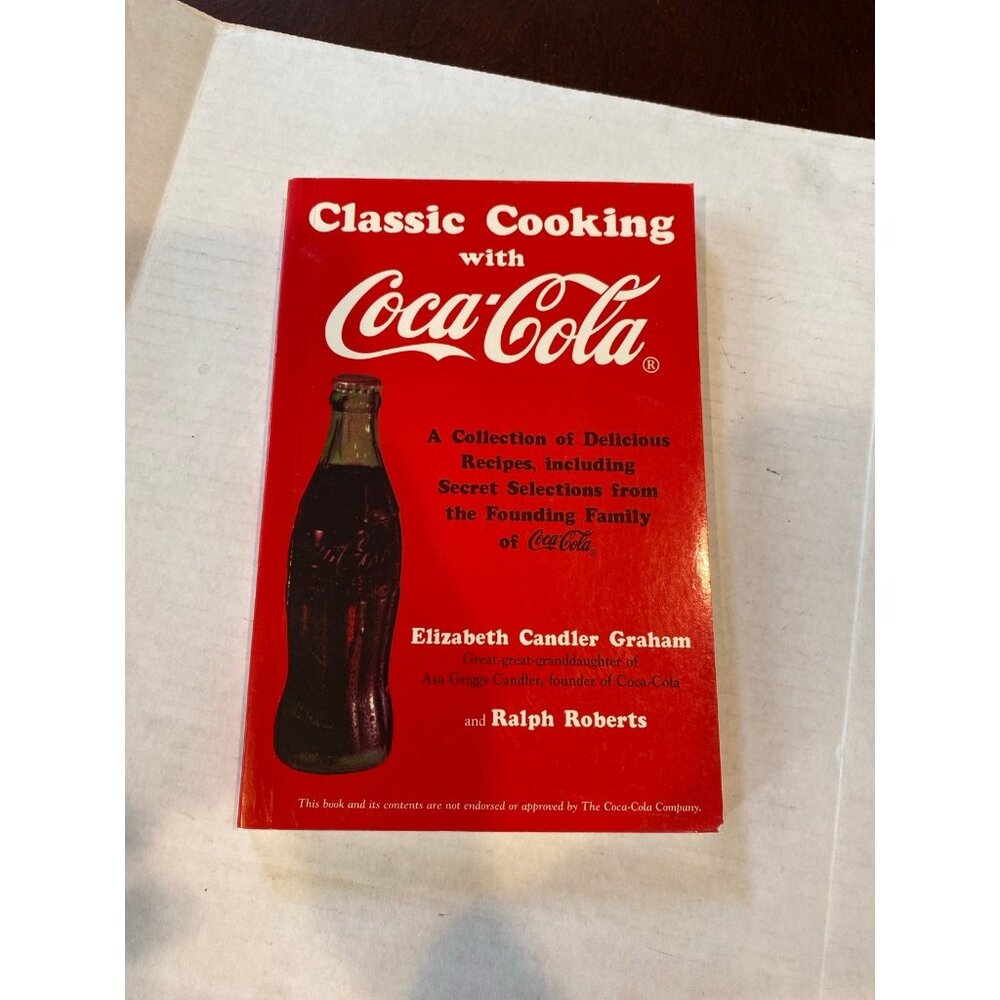 Classic Cooking
with
Coca-Cola®
A Collection of Delicious
Recipes, including
Secret Selections from
the Founding Family
of Coca-Cola®
Elizabeth Candler Graham
Great-great-granddaughter of
Asa Griggs Candler, founder of Coca-Cola
and Ralph Roberts
This book and its contents are not endorsed or approved by The Coca-Cola Company.